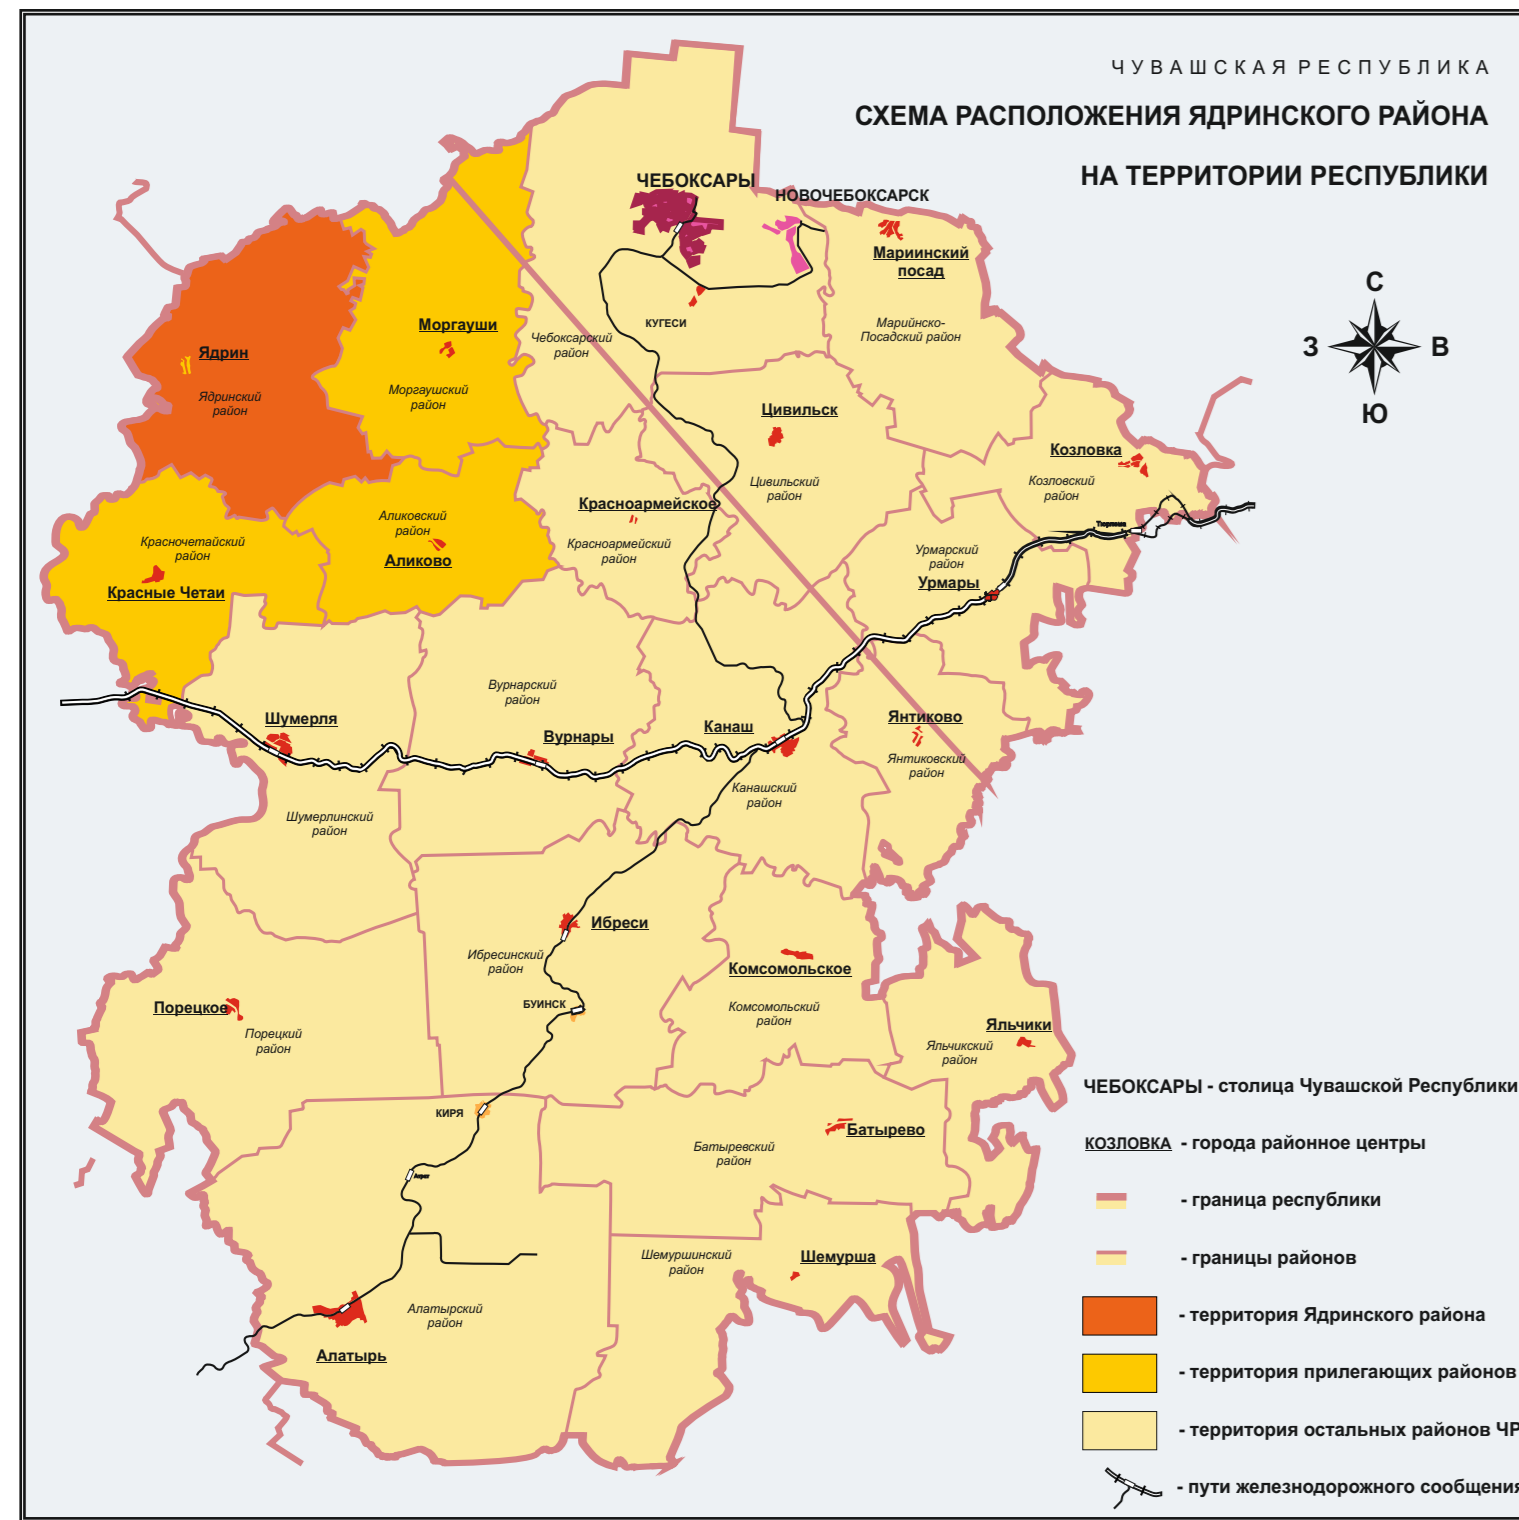 ЧУВАШСКАЯ РЕСПУБЛИКА
СХЕМА РАСПОЛОЖЕНИЯ ЯДРИНСКОГО РАЙОНА
НА ТЕРРИТОРИИ РЕСПУБЛИКИ
ЧЕБОКСАРЫ
НОВОЧЕБОКСАРСК
Мариинский
посад
С
З
В
Ю
КУГЕСИ
Марийнско-
Посадский район
Моргауши
Чебоксарский
район
Ядрин
Ядринский
район
Моргаушский
район
Цивильск
Козловка
Козловский
район
Цивильский
район
Красноармейское
Аликовский
район
Аликово
Красночетайский
район
Красные Четаи
Красноармейский
район
Тюрлема
Урмарский
район
Урмары
Вурнарский
район
Шумерля
Вурнары
Канаш
Янтиково
Янтиковский
район
Канашский
район
Шумерлинский
район
Ибреси
Ибресинский
район
Комсомольское
Комсомольский
район
БУИНСК
Порецкое
Порецкий
район
Яльчики
Яльчикский
район
КИРЯ
Батырево
Батыревский
район
Ахрат
Шемуршинский
район
Шемурша
Алатырский
район
Алатырь
ЧЕБОКСАРЫ - столица Чувашской Республики
КОЗЛОВКА - города районное центры
- граница республики
- границы районов
- территория Ядринского района
- территория прилегающих районов
- территория остальных районов ЧР
- пути железнодорожного сообщения